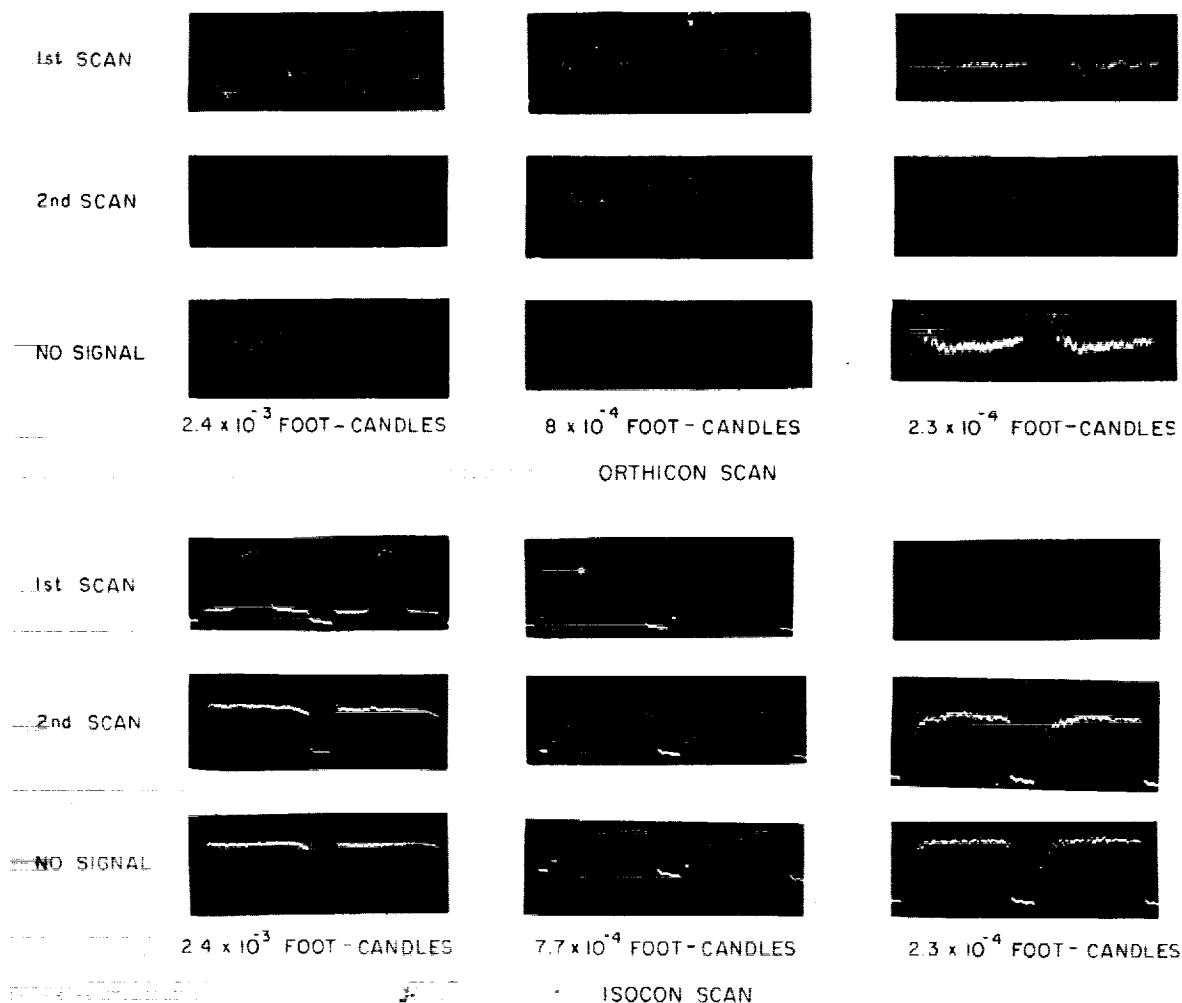 1st SCAN
2nd SCAN
NO SIGNAL
2.4 x 10^-3 FOOT-CANDLES
8 x 10^-4 FOOT-CANDLES
2.3 x 10^-4 FOOT-CANDLES
ORTHICON SCAN
1st SCAN
2nd SCAN
NO SIGNAL
2.4 x 10^-3 FOOT-CANDLES
7.7 x 10^-4 FOOT-CANDLES
2.3 x 10^-4 FOOT-CANDLES
ISOCON SCAN